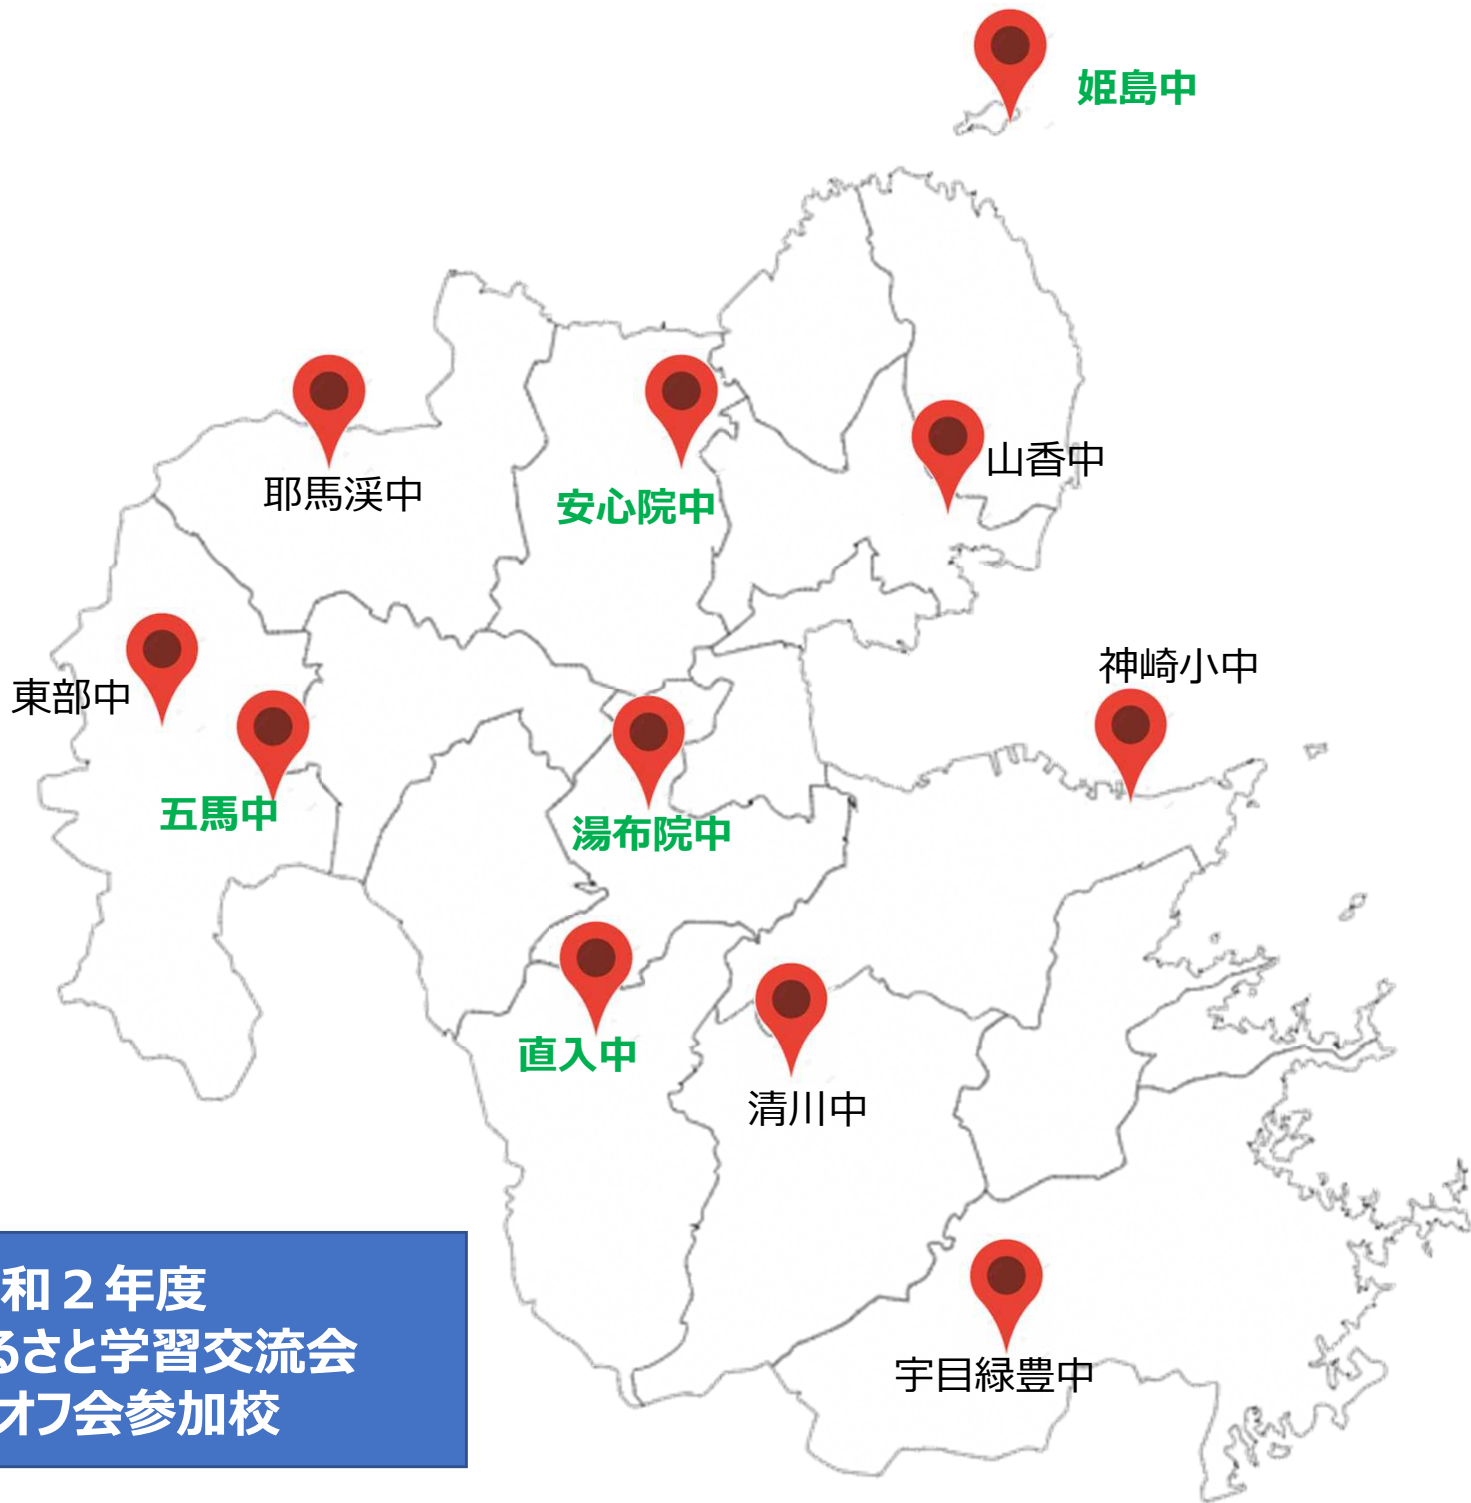 姫島中
山香中
耶馬渓中
安心院中
神崎小中
東部中
五馬中
湯布院中
直入中
清川中
宇目緑豊中
和２年度
るさと学習交流会
オフ会参加校